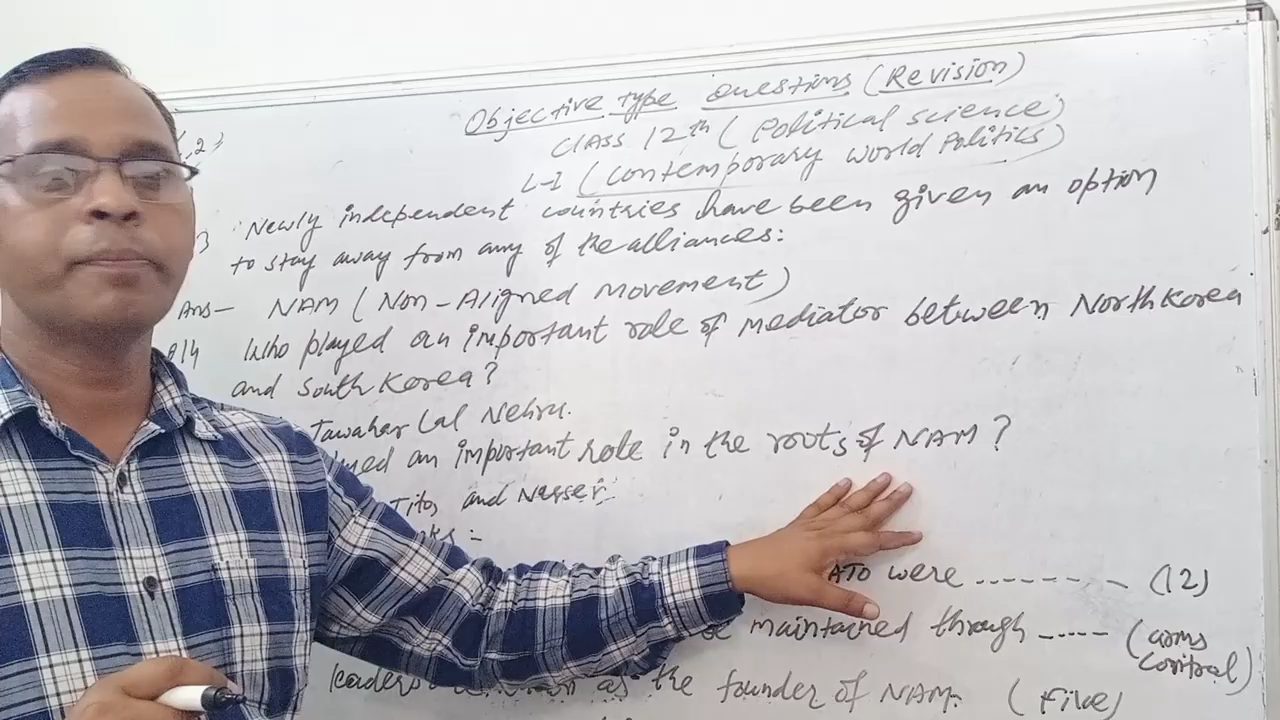 Objective type Questions (Revision)
Class 12th (Political science)
L-I (Contemporary world Politics)
3 Newly independent countries have been given an option
to stay away from any of the alliances:
Ans- NAM (Non-Aligned Movement)
14 Who played an important role of mediator between North Korea
and South Korea?
Jawahar Lal Nehru.
an important role in the roots of NAM?
Tito, and Nasser.
ATO were ------- (12)
maintained through ----- (arms
control)
leaders as the founder of NAM. (Five)